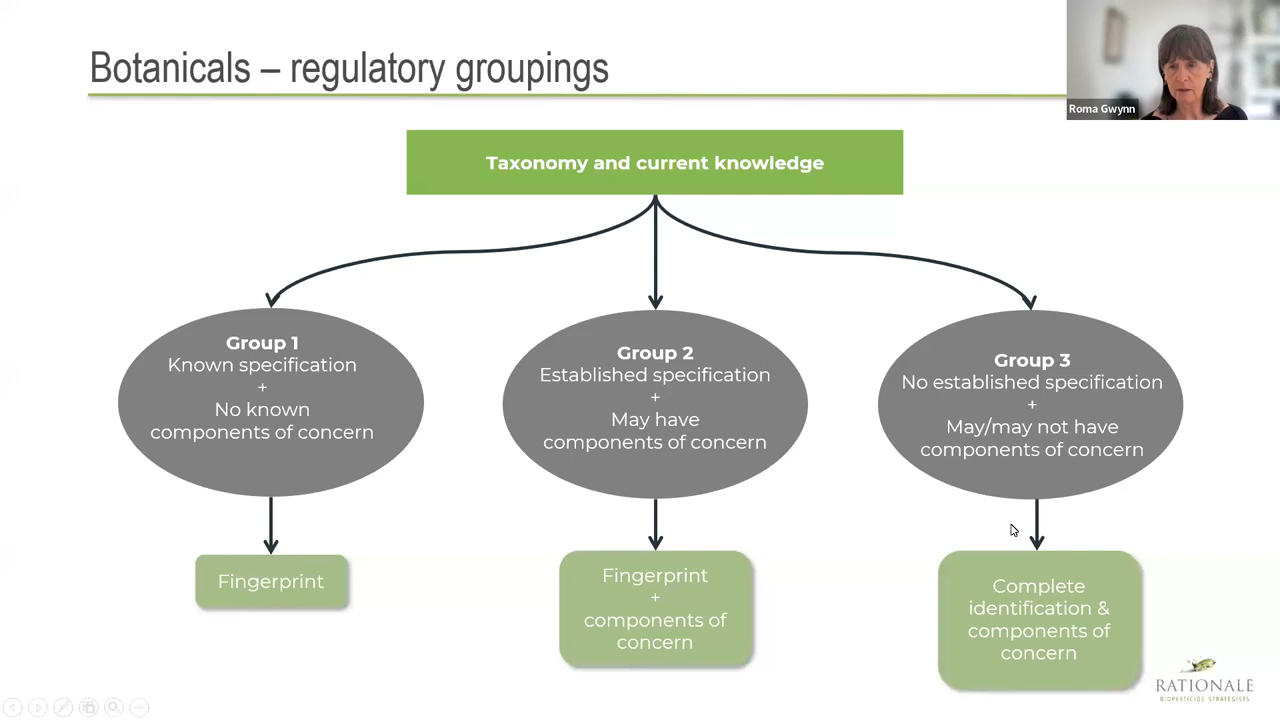 Botanicals – regulatory groupings
Roma Gwynn
Taxonomy and current knowledge
Group 1
Known specification
+
No known
components of concern
Group 2
Established specification
+
May have
components of concern
Group 3
No established specification
+
May/may not have
components of concern
Fingerprint
Fingerprint
+
components of
concern
Complete
identification &
components of
concern
RATIONALE
BIOPESTICIDE STRATEGISTS